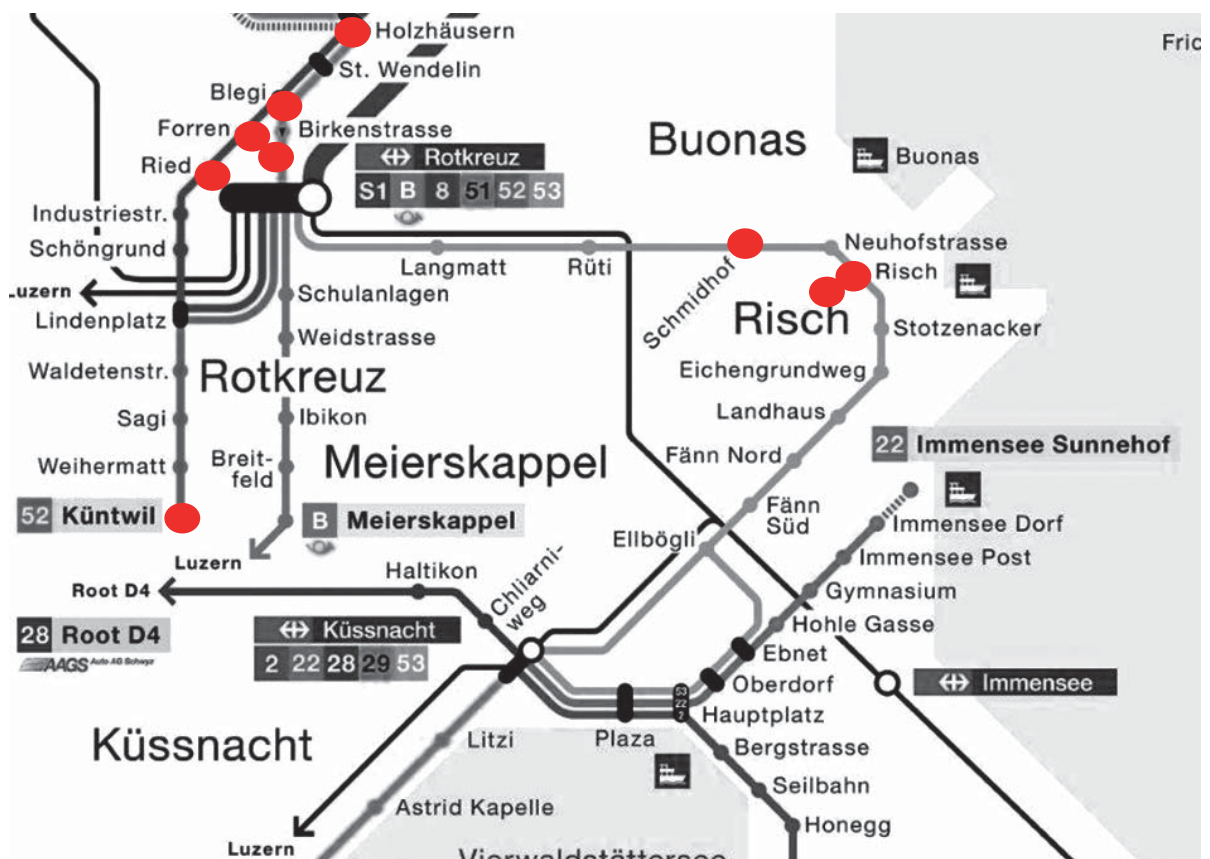 Holzhäusern
Fric
St. Wendelin
Blegi
Forren
Birkenstrasse
Buonas
Ried
Rotkreuz
Buonas
S1 B 8 51 52 53
Industriestr.
Schöngrund
Neuhofstrasse
Langmatt
Rüti
Schmidhof
Risch
Luzern
Schulanlagen
Lindenplatz
Risch
Stotzenacker
Weidstrasse
Waldetenstr.
Rotkreuz
Eichengrundweg
Sagi
Ibikon
Landhaus
22 Immensee Sunnehof
Weihermatt
Breit-
feld
Meierskappel
Fänn Nord
52 Küntwil
B Meierskappel
Fänn
Süd
Immensee Dorf
Ellbögli
Luzern
Immensee Post
Haltikon
Chliarni-
weg
Root D4
Gymnasium
28 Root D4
Küssnacht
Hohle Gasse
AAGS Auto AG Schwyz
2 22 28 29 53
Ebnet
Oberdorf
Immensee
53
22
2
Hauptplatz
Küssnacht
Litzi
Plaza
Bergstrasse
Seilbahn
Astrid Kapelle
Honegg
Luzern
Vierwaldstättersee